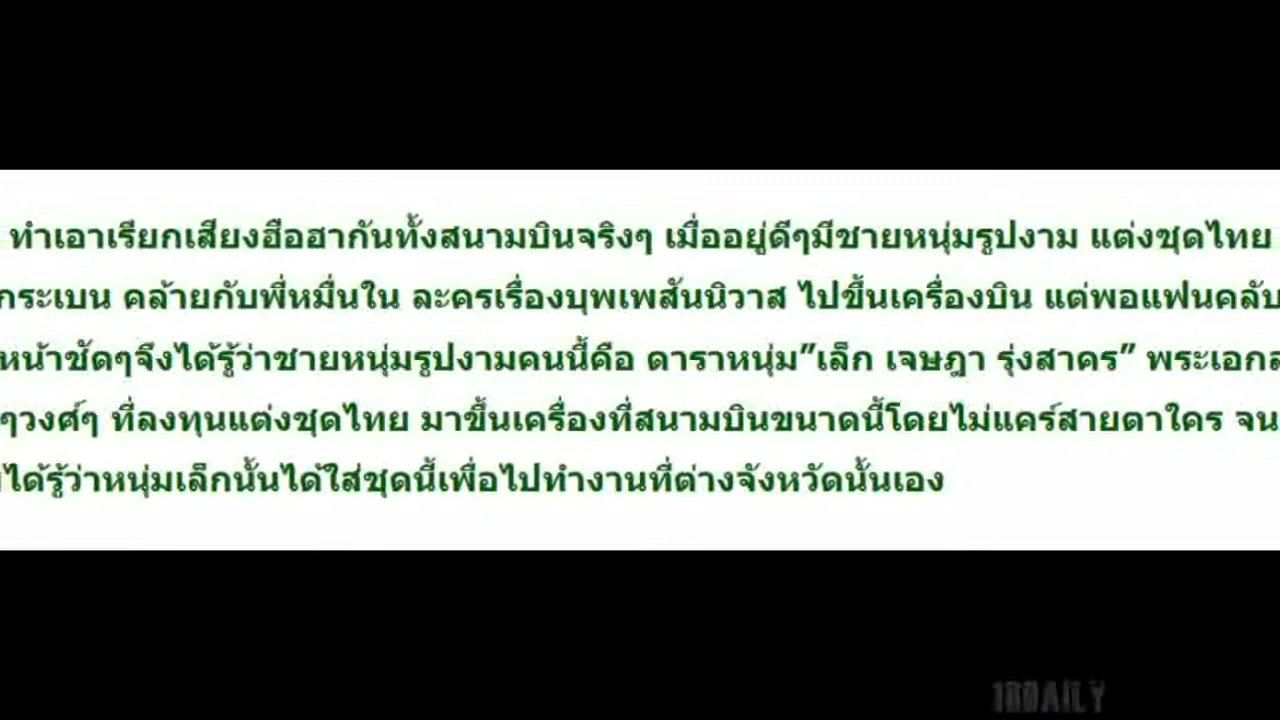 ทำเอาเรียกเสียงฮือฮากันทั้งสนามบินจริงๆ เมื่ออยู่ดีๆมีชายหนุ่มรูปงาม แต่งชุดไทย
กระเบน คล้ายกับพี่หมื่นใน ละครเรื่องบุพเพสันนิวาส ไปขึ้นเครื่องบิน แต่พอแฟนคลับ
หน้าชัดๆจึงได้รู้ว่าชายหนุ่มรูปงามคนนี้คือ ดาราหนุ่ม”เล็ก เจษฎา รุ่งสาคร” พระเอก
ๆวงศ์ๆ ที่ลงทุนแต่งชุดไทย มาขึ้นเครื่องที่สนามบินขนาดนี้โดยไม่แคร์สายตาใคร จน
ได้รู้ว่าหนุ่มเล็กนั้นได้ใส่ชุดนี้เพื่อไปทำงานที่ต่างจังหวัดนั้นเอง